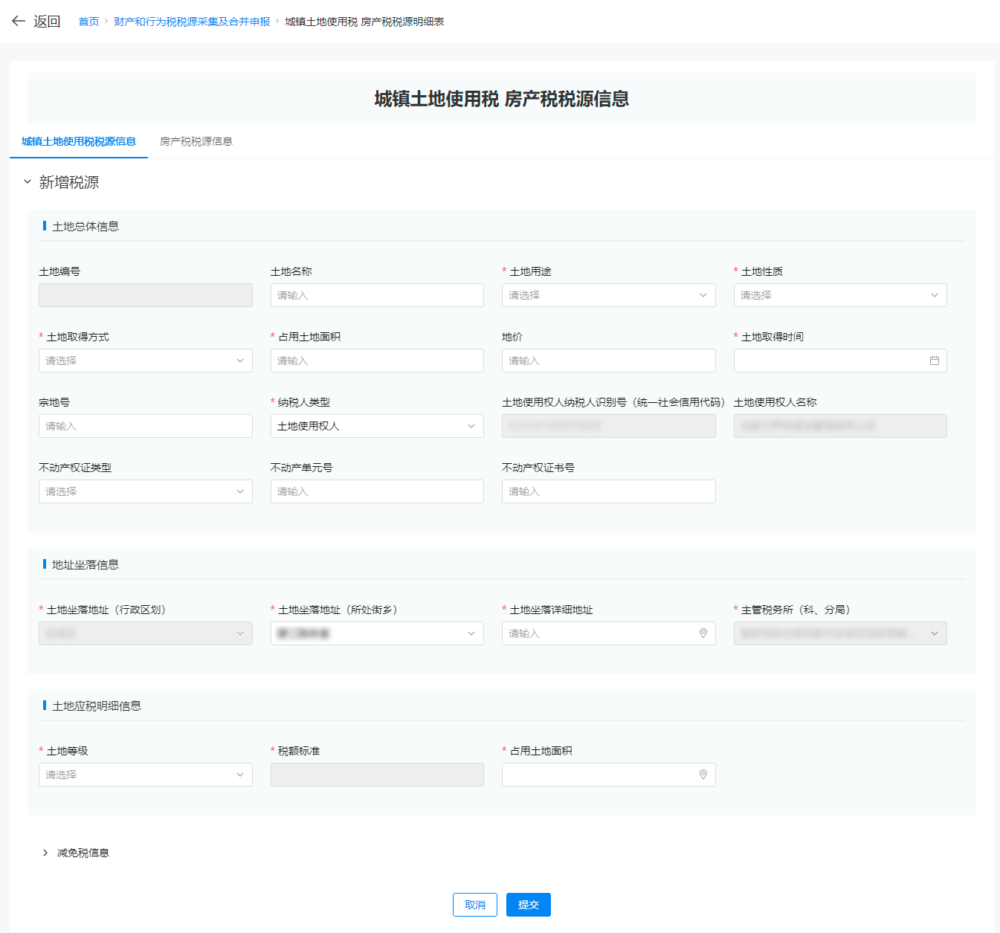 返回 首页 > 财产和行为税税源采集及合并申报 > 城镇土地使用税 房产税税源明细表
城镇土地使用税 房产税税源信息
城镇土地使用税税源信息 房产税税源信息
新增税源
土地总体信息
土地编号 土地名称 * 土地用途 * 土地性质
请输入 请选择 请选择
* 土地取得方式 * 占用土地面积 地价 * 土地取得时间
请选择 请输入 请输入
宗地号 * 纳税人类型 土地使用权人纳税人识别号（统一社会信用代码） 土地使用权人名称
请输入 土地使用权人
不动产权证类型 不动产单元号 不动产权证书号
请选择 请输入 请输入
地址坐落信息
* 土地坐落地址（行政区划） * 土地坐落地址（所处街乡） * 土地坐落详细地址 * 主管税务所（科、分局）
请输入
土地应税明细信息
* 土地等级 * 税额标准 * 占用土地面积
请选择
减免税信息
取消 提交